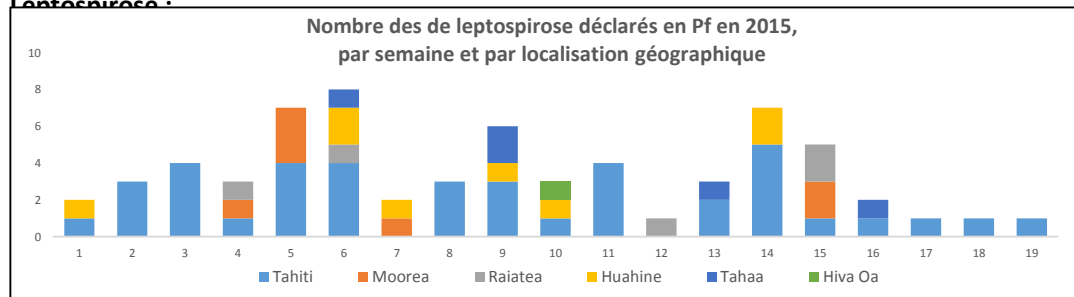 Leptospirose :
Nombre des de leptospirose déclarés en Pf en 2015,
par semaine et par localisation géographique
10
8
6
4
2
0
1 2 3 4 5 6 7 8 9 10 11 12 13 14 15 16 17 18 19
Tahiti Moorea Raiatea Huahine Tahaa Hiva Oa